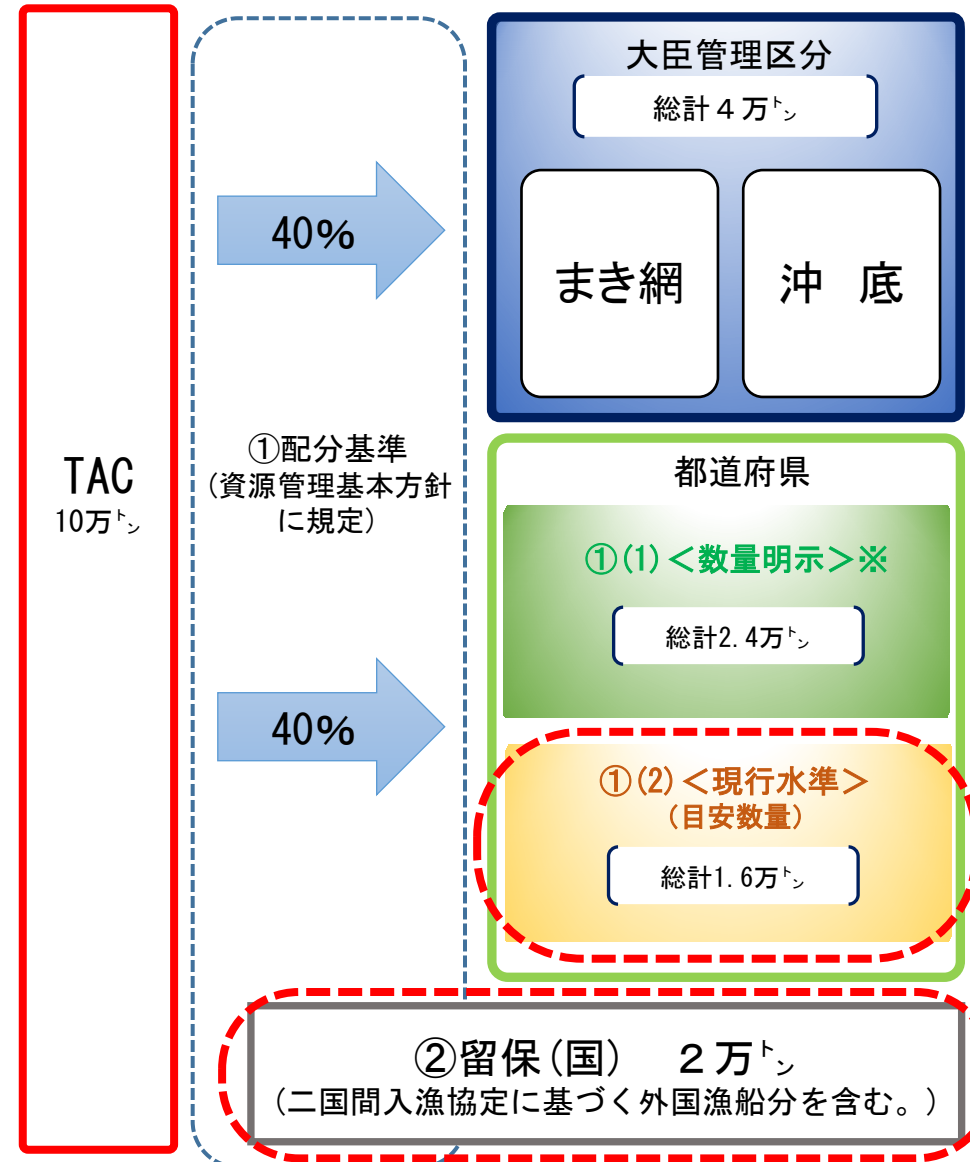 TAC
10万㌧
40%
①配分基準
(資源管理基本方針
に規定)
40%
大臣管理区分
総計４万㌧
まき網
沖 底
都道府県
①(1)＜数量明示＞※
総計2.4万㌧
①(2)＜現行水準＞
(目安数量)
総計1.6万㌧
②留保(国) ２万㌧
(二国間入漁協定に基づく外国漁船分を含む。)